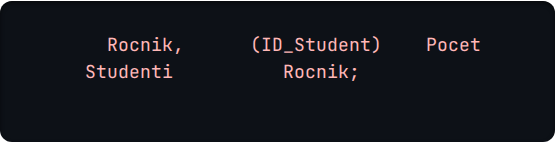 Rocnik, (ID_Student) Pocet
Studenti Rocnik;